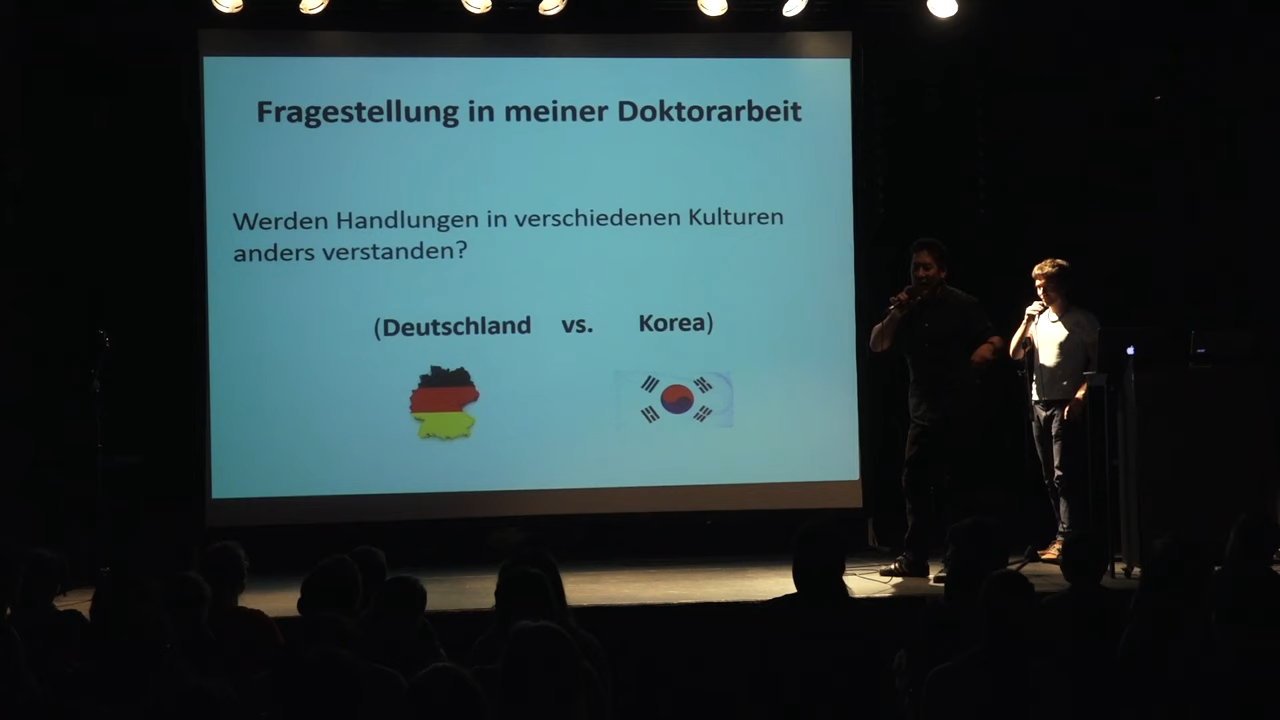 Fragestellung in meiner Doktorarbeit
Werden Handlungen in verschiedenen Kulturen
anders verstanden?
(Deutschland vs. Korea)